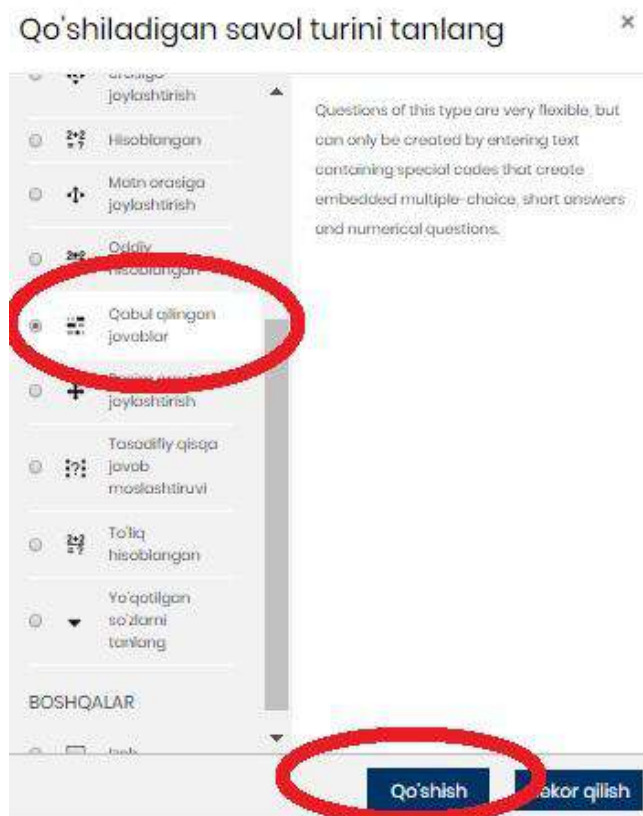 Qo'shiladigan savol turini tanlang
×
joylashtirish
2+2
= ?
Hisoblangan
Matn orasiga
joylashtirish
Oddiy
hisoblangan
Qabul qilingan
javoblar
joylashtirish
Tasodifiy qisqa
javob
moslashtiruvi
To'liq
hisoblangan
Yo'qotilgan
so'zlarni
tanlang
BOSHQALAR
Questions of this type are very flexible, but
can only be created by entering text
containing special codes that create
embedded multiple-choice, short answers
and numerical questions.
Qo'shish
ekor qilish